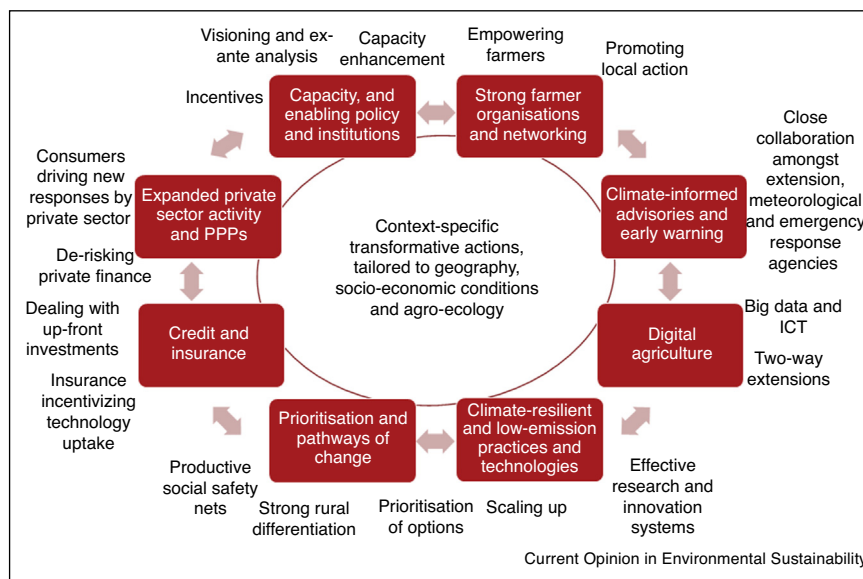 Visioning and ex-
ante analysis
Capacity
enhancement
Empowering
farmers
Promoting
local action
Incentives
Capacity, and
enabling policy
and institutions
Strong farmer
organisations
and networking
Close
collaboration
amongst
extension,
meteorological
and emergency
response
agencies
Consumers
driving new
responses by
private sector
Expanded private
sector activity
and PPPs
Climate-informed
advisories and
early warning
Context-specific
transformative actions,
tailored to geography,
socio-economic conditions
and agro-ecology
De-risking
private finance
Dealing with
up-front
investments
Credit and
insurance
Digital
agriculture
Big data and
ICT
Two-way
extensions
Insurance
incentivizing
technology
uptake
Prioritisation and
pathways of
change
Climate-resilient
and low-emission
practices and
technologies
Productive
social safety
nets
Strong rural
differentiation
Prioritisation
of options
Scaling up
Effective
research and
innovation
systems
Current Opinion in Environmental Sustainability